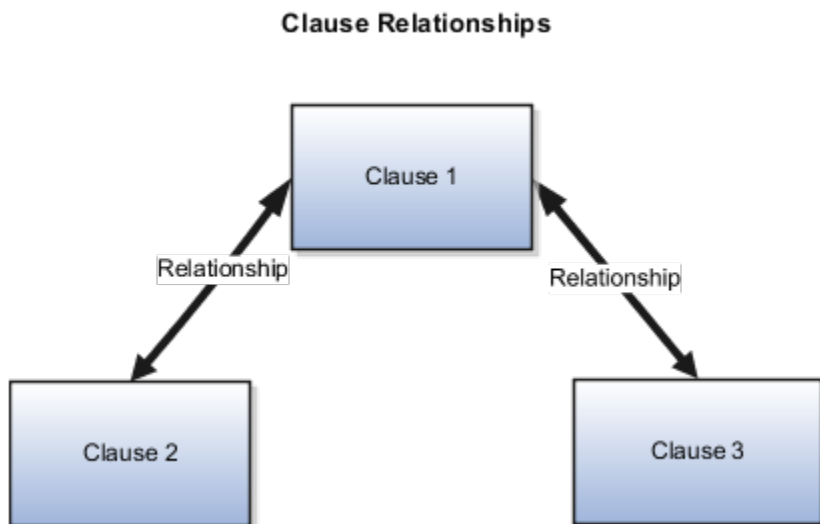 Clause Relationships
Clause 1
Relationship
Relationship
Clause 2
Clause 3